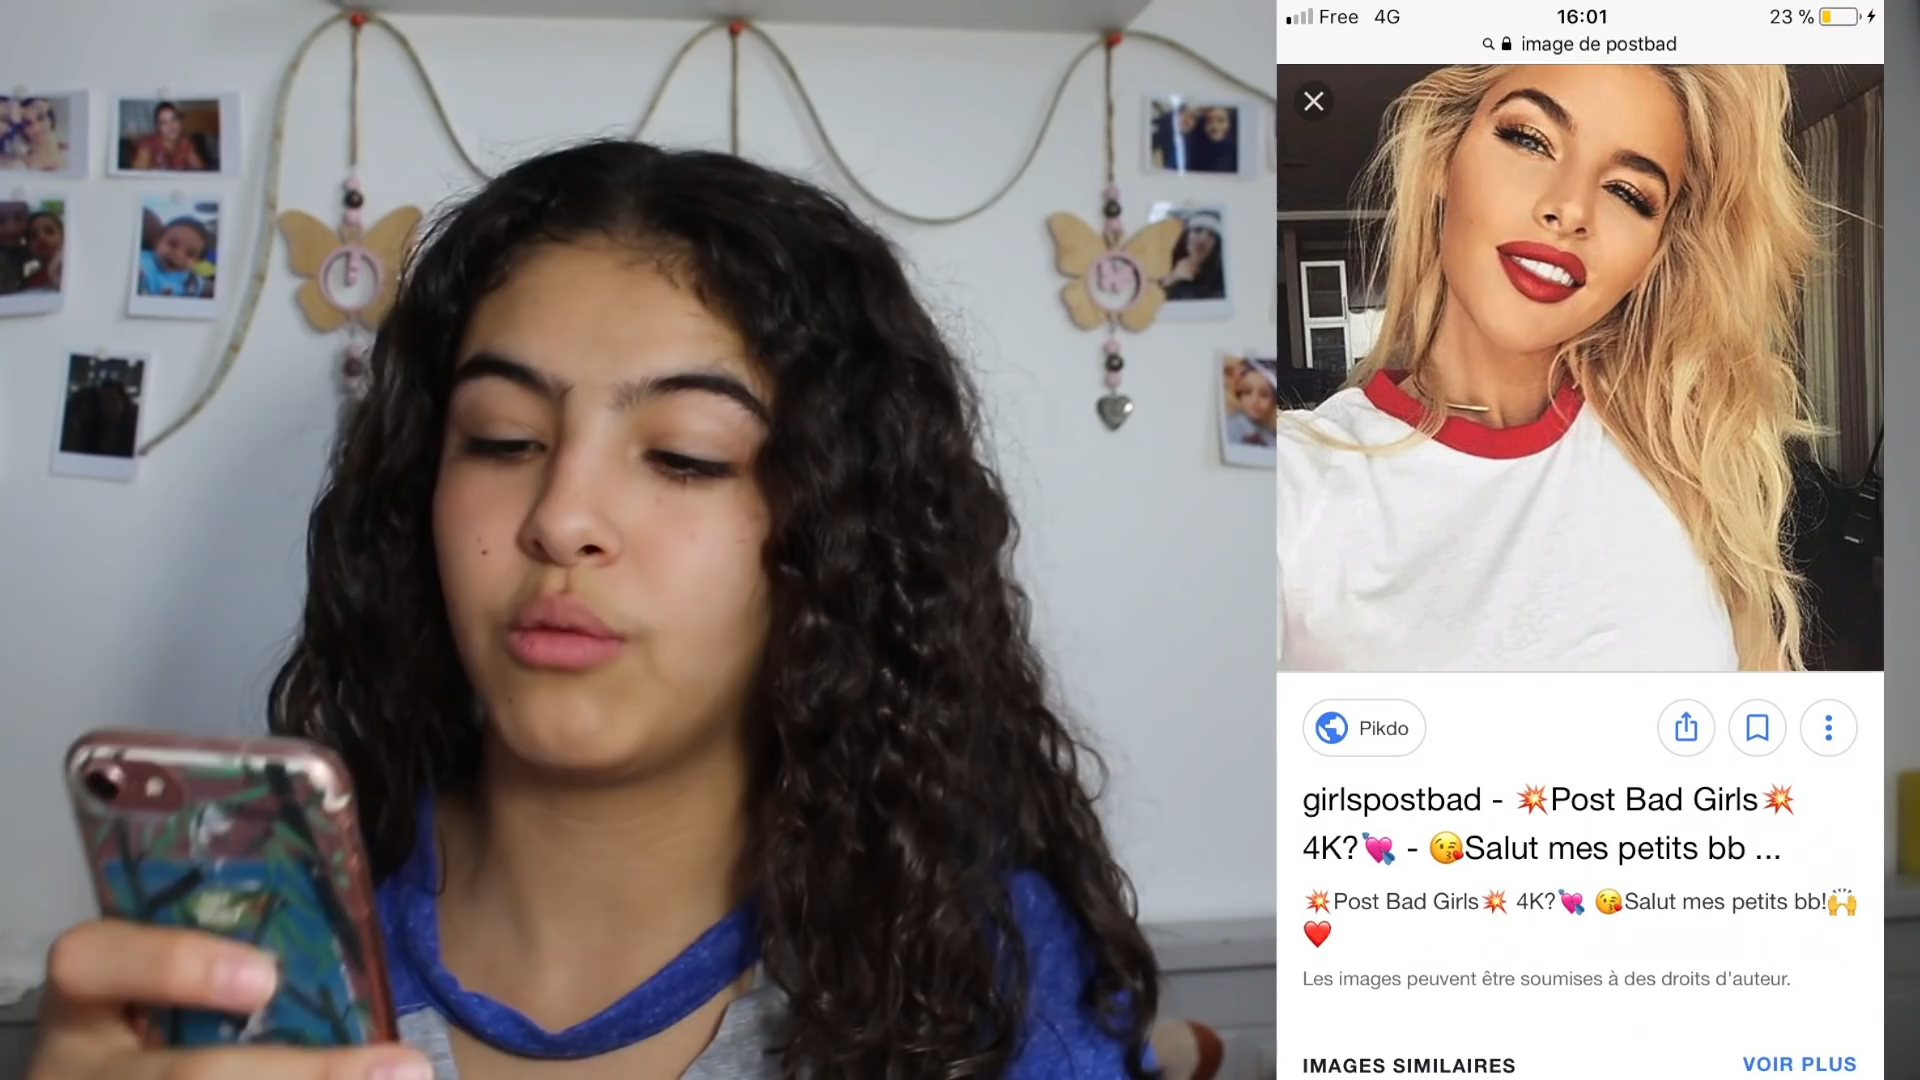 Free 4G 16:01 23 %
image de postbad
Pikdo
girlspostbad - 💥Post Bad Girls💥
4K?💘 - 😘Salut mes petits bb ...
💥Post Bad Girls💥 4K?💘 😘Salut mes petits bb!🙌
❤️
Les images peuvent être soumises à des droits d'auteur.
IMAGES SIMILAIRES VOIR PLUS